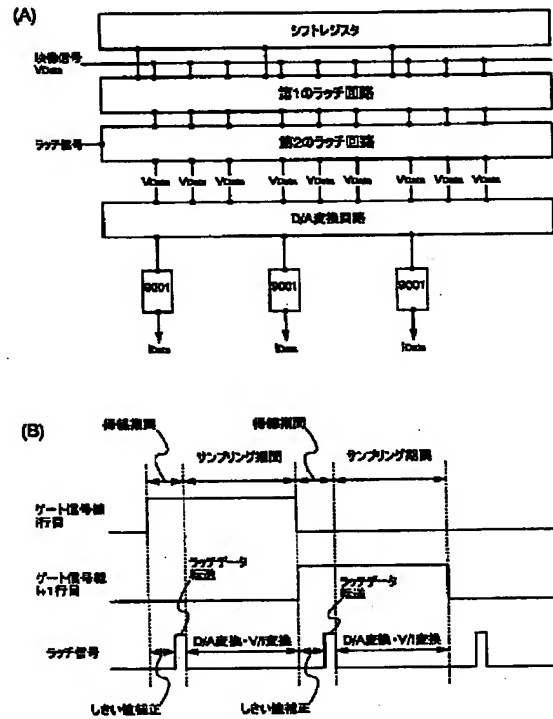 (A)
シフトレジスタ
映像信号
VData
第1のラッチ回路
ラッチ信号
第2のラッチ回路
VData VData VData VData VData VData VData VData VData
D/A変換回路
9001 9001 9001
iData iData iData
(B)
帰線期間 帰線期間
サンプリング期間 サンプリング期間
ゲート信号線
i行目
ラッチデータ
転送
ラッチデータ
転送
ゲート信号線
i+1行目
ラッチ信号
D/A変換・V/I変換 D/A変換・V/I変換
しきい値補正 しきい値補正